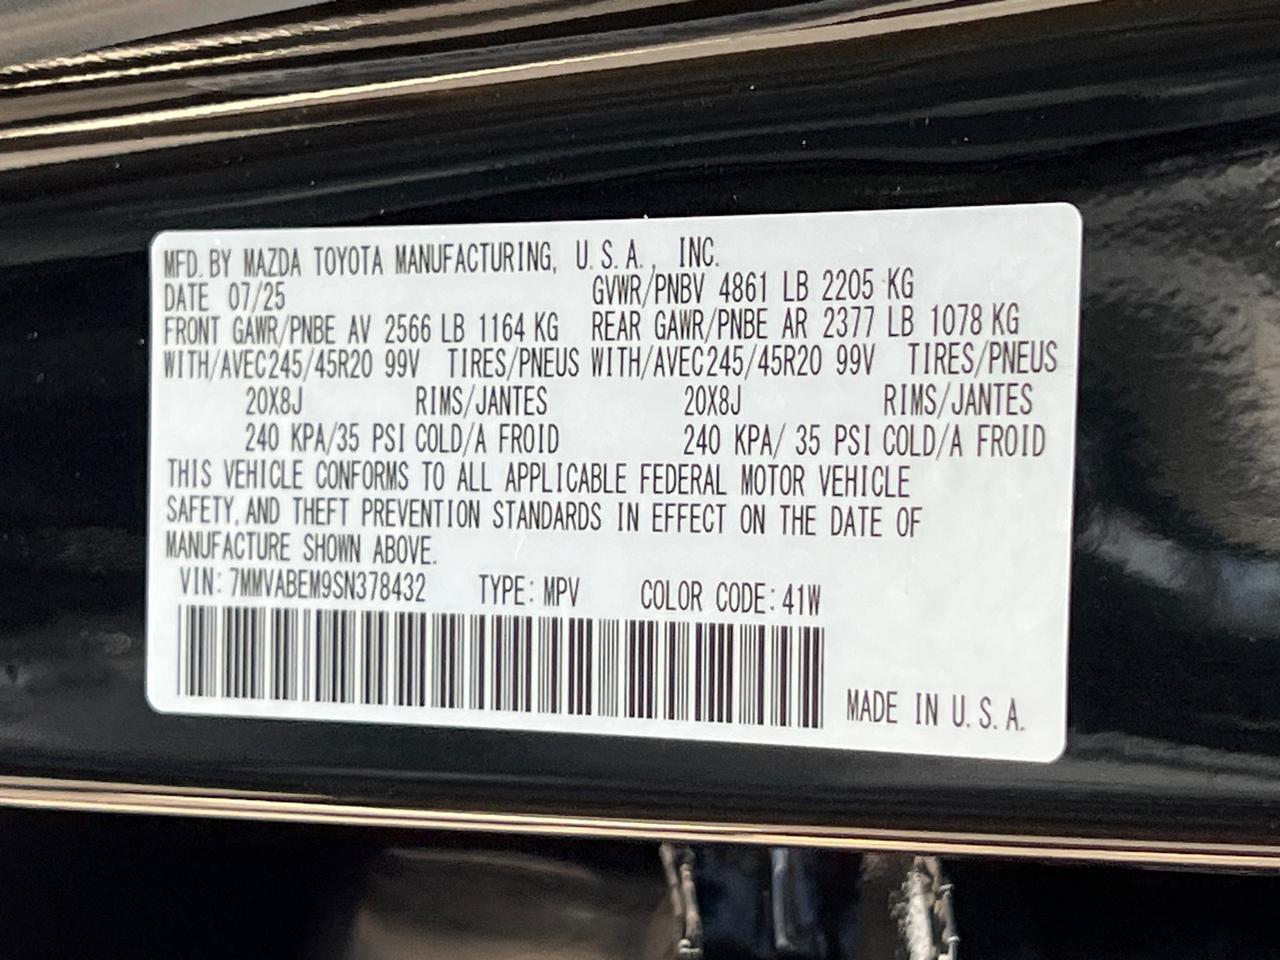 MFD. BY MAZDA TOYOTA MANUFACTURING, U.S.A., INC.
DATE 07/25 GVWR/PNBV 4861 LB 2205 KG
FRONT GAWR/PNBE AV 2566 LB 1164 KG REAR GAWR/PNBE AR 2377 LB 1078 KG
WITH/AVEC245/45R20 99V TIRES/PNEUS WITH/AVEC245/45R20 99V TIRES/PNEUS
20X8J RIMS/JANTES 20X8J RIMS/JANTES
240 KPA/35 PSI COLD/A FROID 240 KPA/ 35 PSI COLD/A FROID
THIS VEHICLE CONFORMS TO ALL APPLICABLE FEDERAL MOTOR VEHICLE
SAFETY, AND THEFT PREVENTION STANDARDS IN EFFECT ON THE DATE OF
MANUFACTURE SHOWN ABOVE.
VIN: 7MMVABEM9SN378432 TYPE: MPV COLOR CODE: 41W
MADE IN U.S.A.